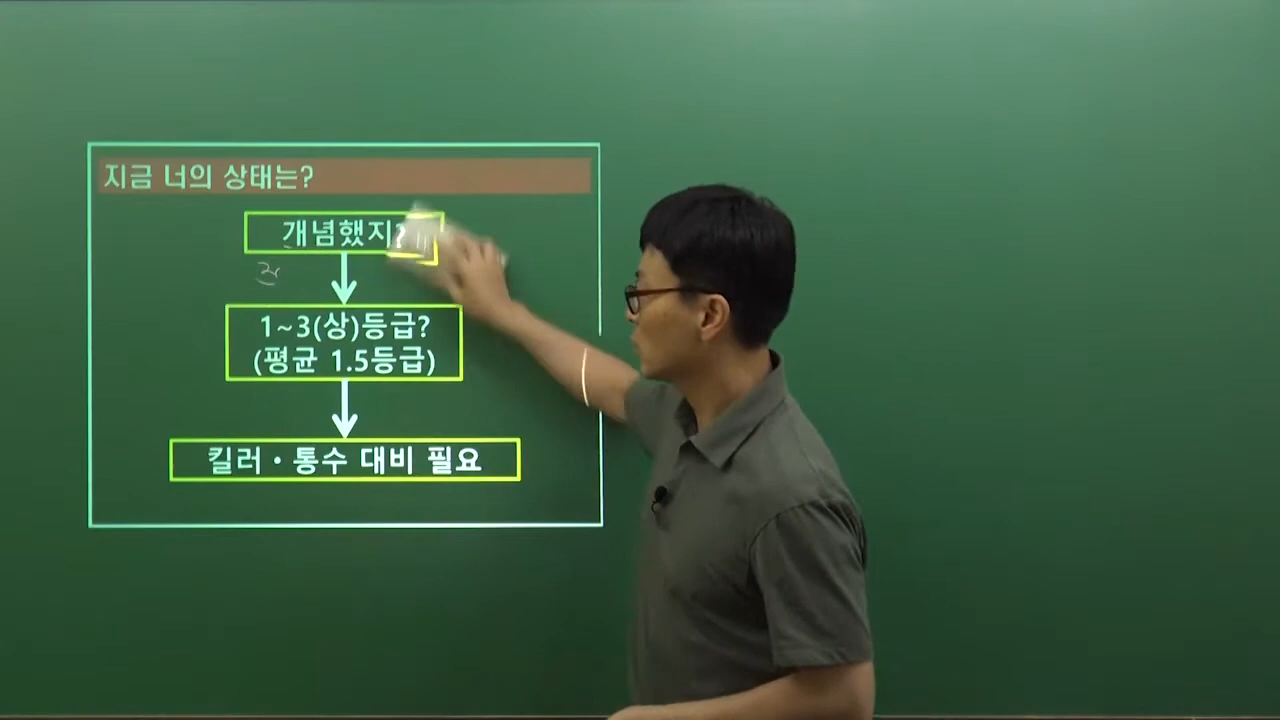 지금 너의 상태는?
개념했지?
1~3(상)등급?
(평균 1.5등급)
킬러·통수 대비 필요